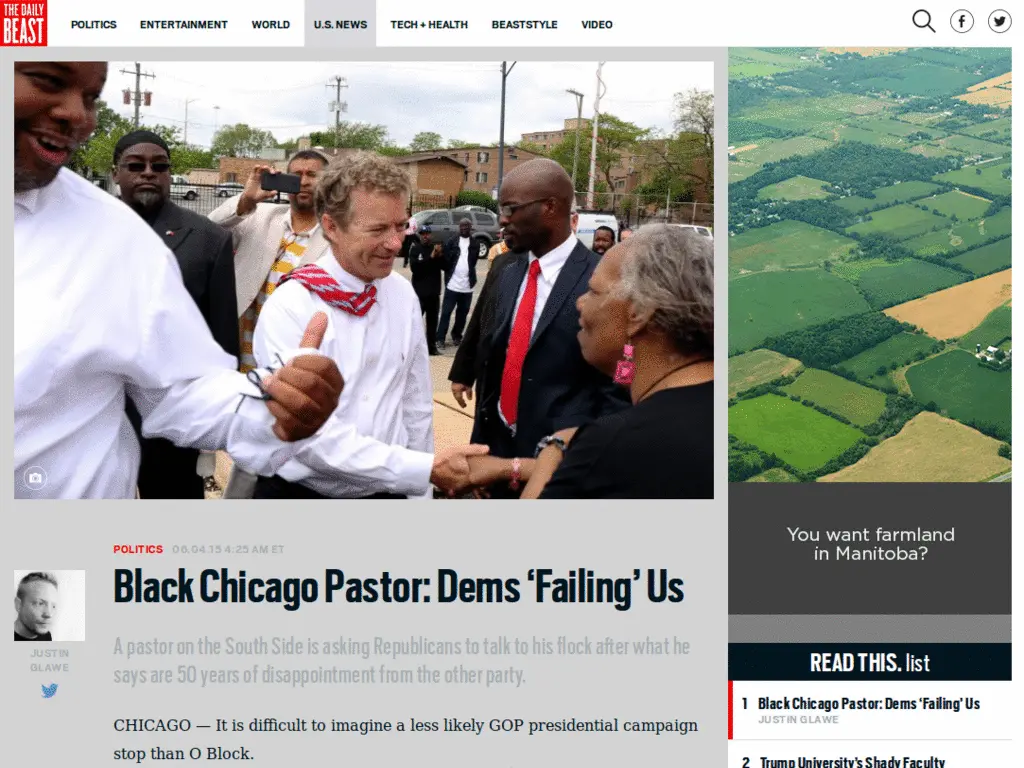 THE DAILY
BEAST
POLITICS
ENTERTAINMENT
WORLD
U.S. NEWS
TECH + HEALTH
BEASTSTYLE
VIDEO
POLITICS 06.04.15 4:25 AM ET
Black Chicago Pastor: Dems ‘Failing’ Us
JUSTIN
GLAWE
A pastor on the South Side is asking Republicans to talk to his flock after what he
says are 50 years of disappointment from the other party.
CHICAGO — It is difficult to imagine a less likely GOP presidential campaign
stop than O Block.
You want farmland
in Manitoba?
READ THIS. list
1 Black Chicago Pastor: Dems ‘Failing’ Us
JUSTIN GLAWE
2 Trump University’s Shady Faculty